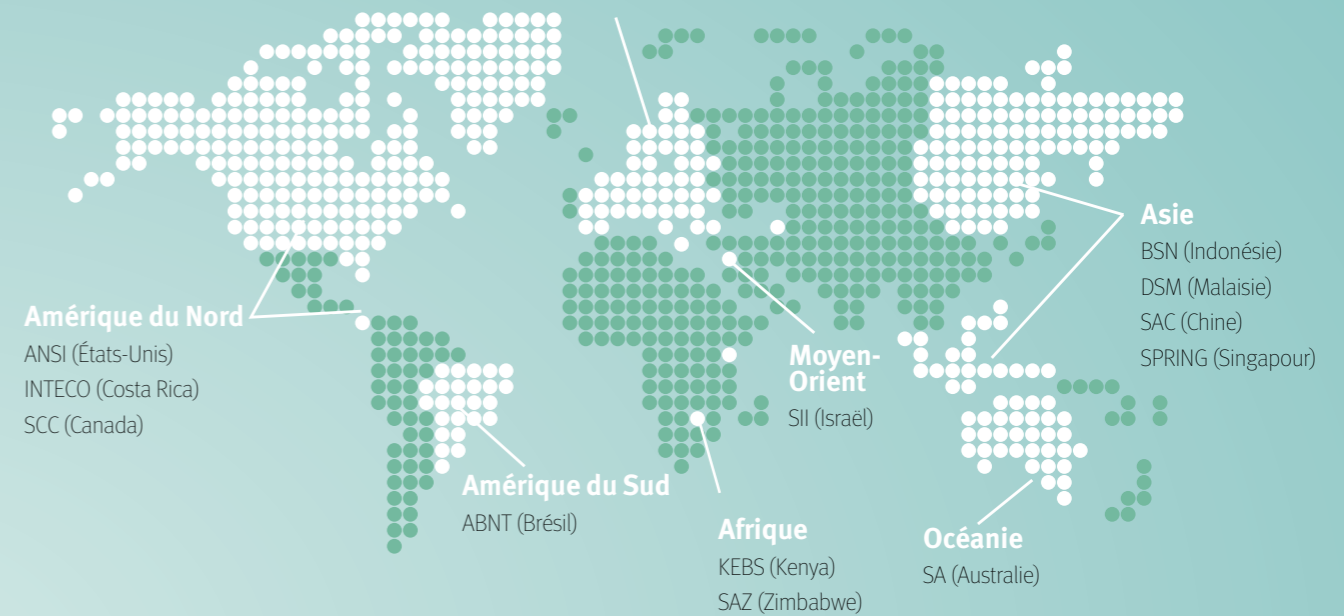 Amérique du Nord
ANSI (États-Unis)
INTECO (Costa Rica)
SCC (Canada)
Amérique du Sud
ABNT (Brésil)
Afrique
KEBS (Kenya)
SAZ (Zimbabwe)
Moyen-
Orient
SII (Israël)
Océanie
SA (Australie)
Asie
BSN (Indonésie)
DSM (Malaisie)
SAC (Chine)
SPRING (Singapour)